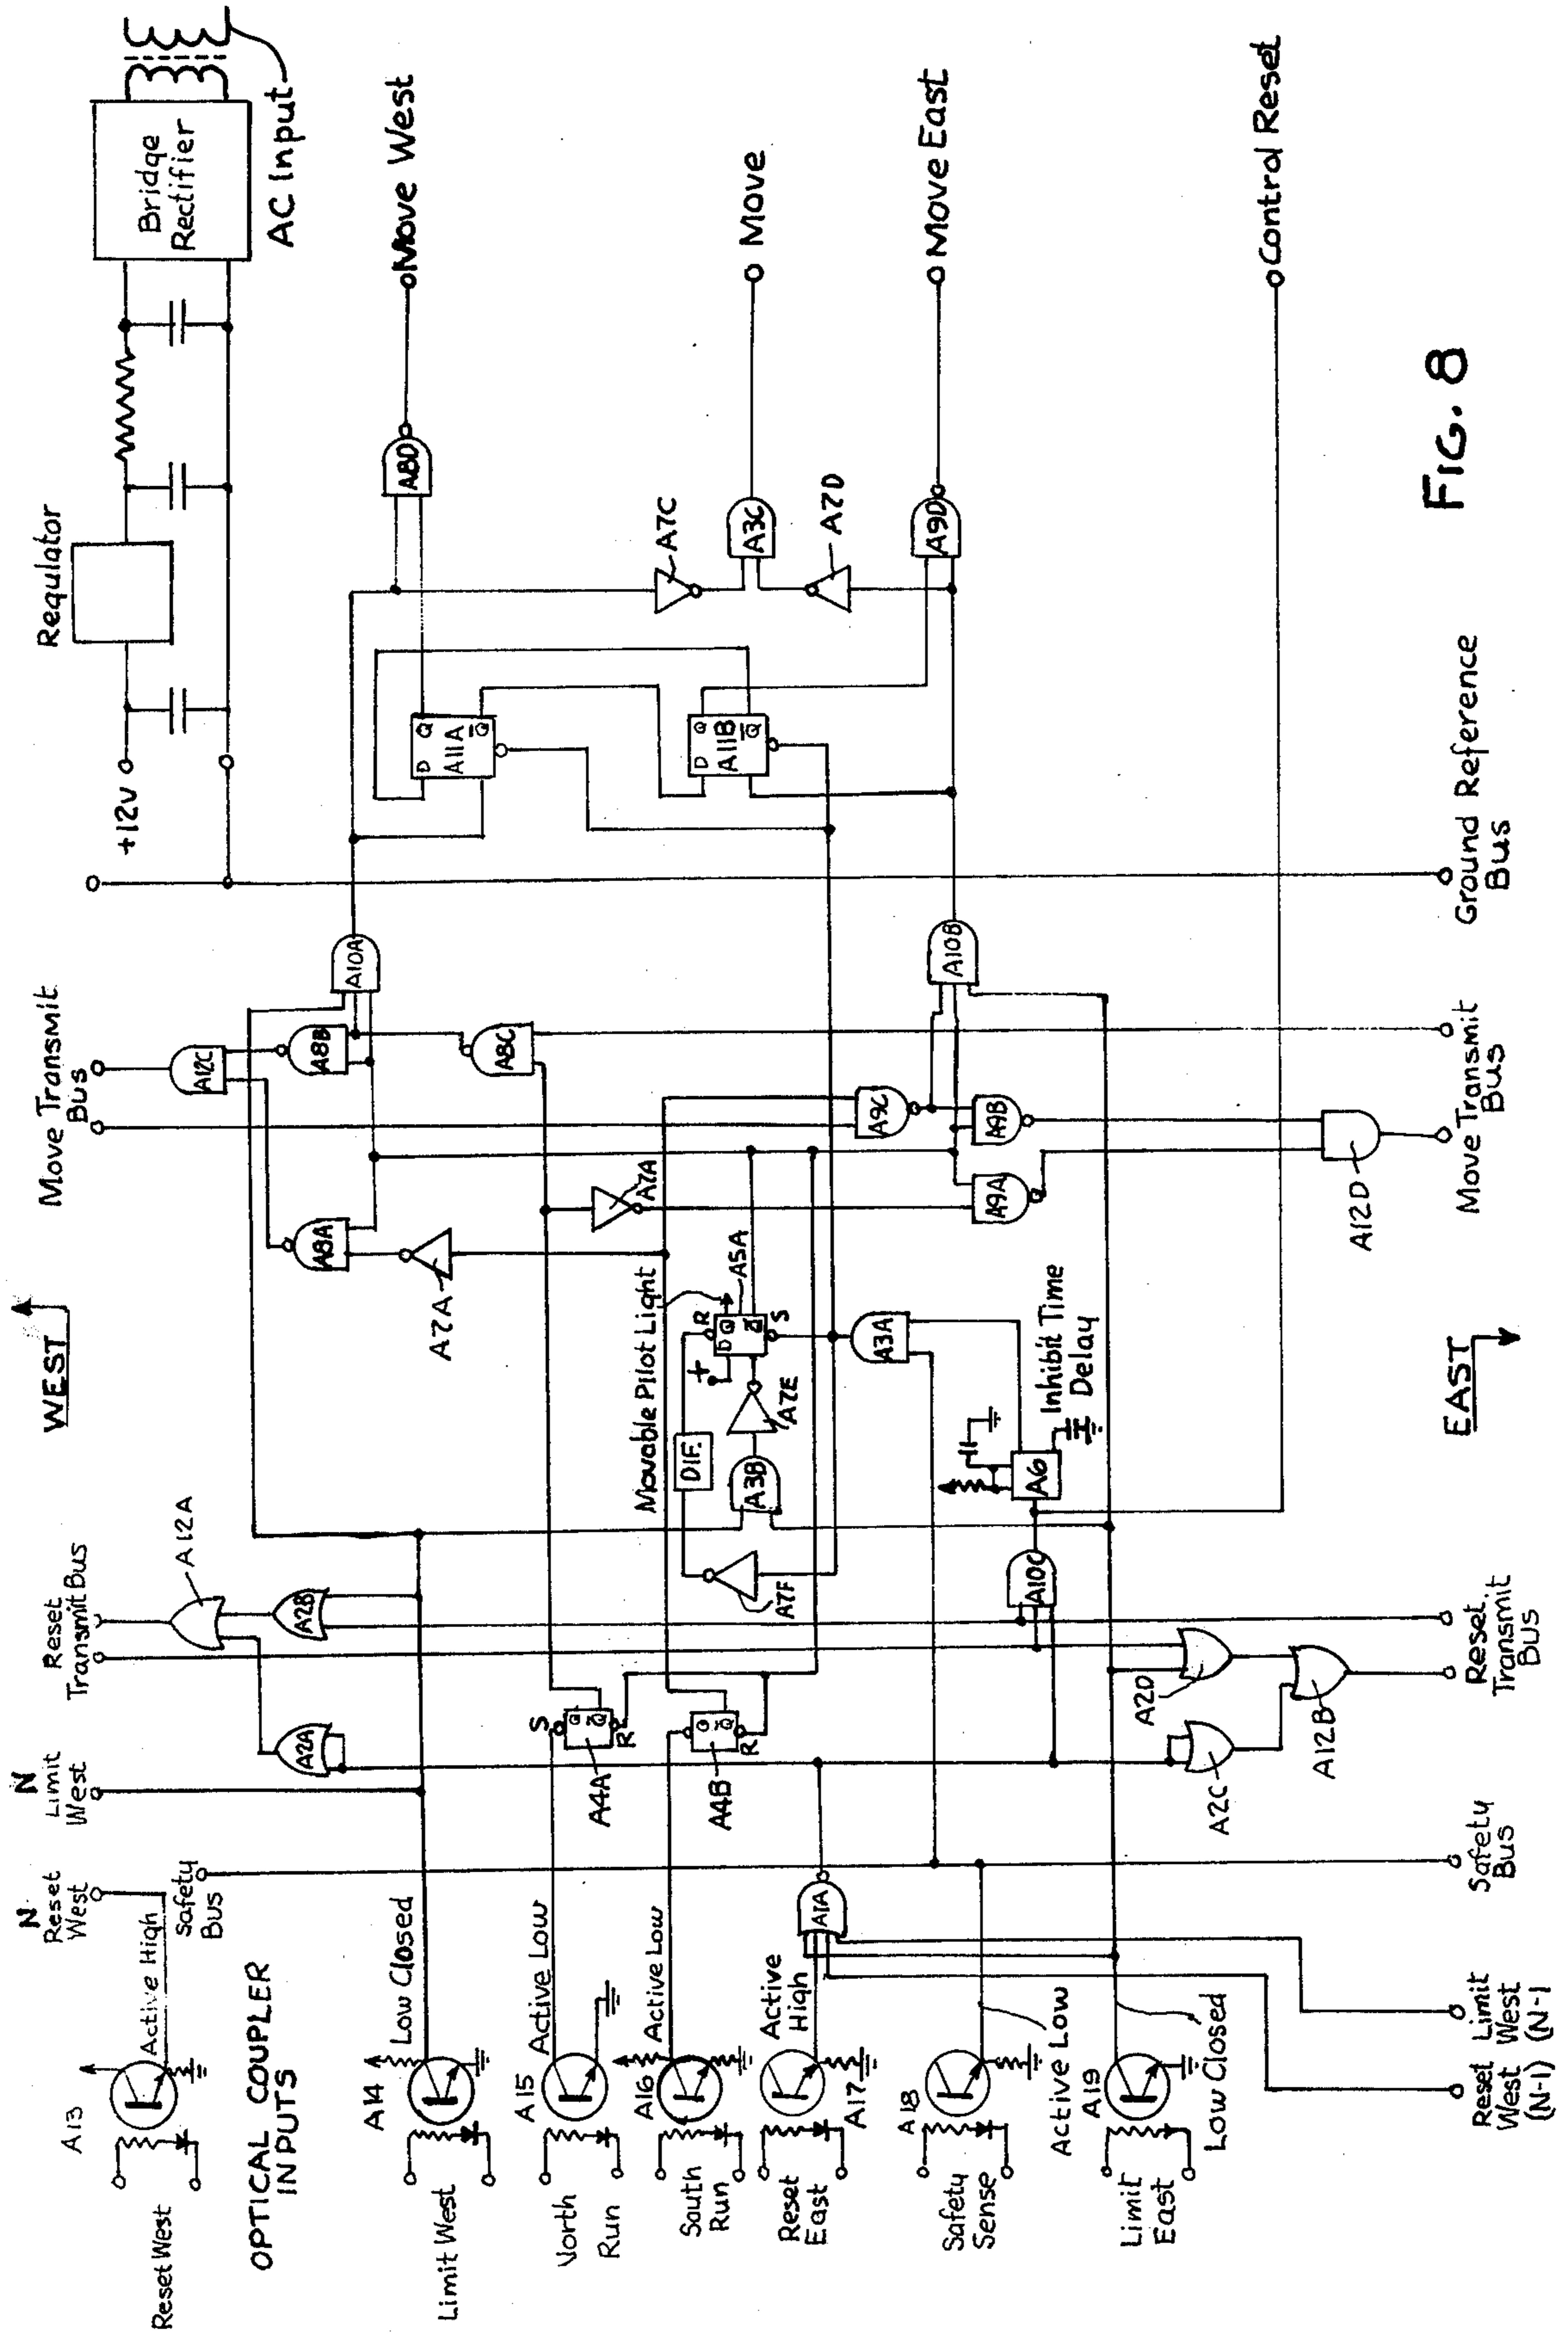 Regulator
Bridge
Rectifier
AC Input
+12v
Move West
Move
Move East
Control Reset
Ground Reference
Bus
A8D
A7C
A3C
A7D
A9D
D Q
A11A
Q̅
D Q
A11B
Q̅
Move Transmit
Bus
A12C
A8B
A10A
A8C
A8A
A7A
A7A
A9C
A9B
A9A
A10B
A12D
Move Transmit
Bus
WEST
EAST
Movable Pilot Light
A5A
R
D Q
Q̅
S
DIF.
A7E
A3B
A7F
A3A
Inhibit Time
Delay
A6
A10C
Reset
Transmit Bus
A12A
A2B
A2A
Reset
Transmit
Bus
A2D
A2C
A12B
N
Limit
West
S
Q
Q̅
R
A4A
Q
Q̅
R
A4B
N
Reset
West
Safety
Bus
Safety
Bus
A1A
OPTICAL COUPLER
INPUTS
A13
Active High
Reset West
A14
Low Closed
Limit West
A15
Active Low
North
Run
A16
Active Low
South
Run
Active
High
A17
Reset
East
A18
Active Low
Safety
Sense
A19
Low Closed
Limit
East
Reset
West
(N-1)
Limit
West
(N-1
FIG. 8